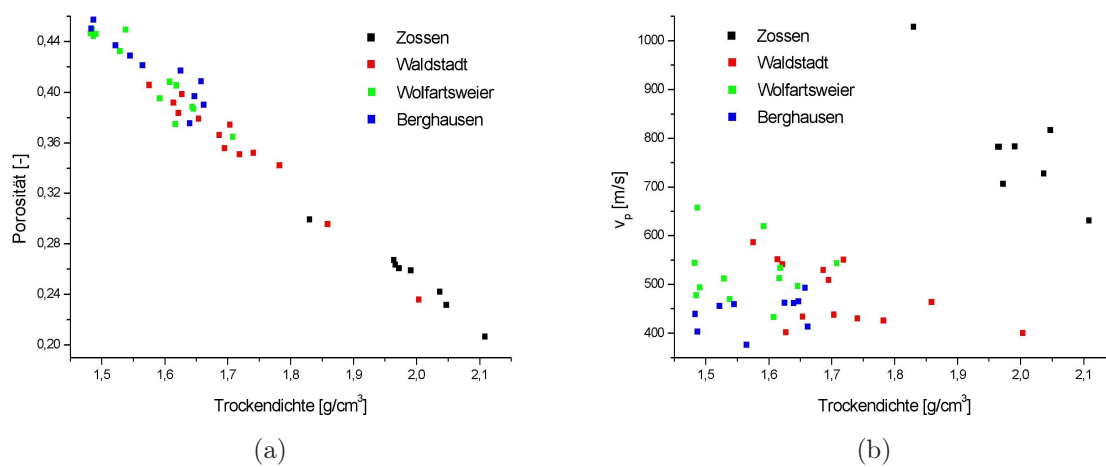 0,44
0,40
0,36
0,32
0,28
0,24
0,20
Porosität [-]
Zossen
Waldstadt
Wolfartsweier
Berghausen
1,5 1,6 1,7 1,8 1,9 2,0 2,1
Trockendichte [g/cm³]
(a)
1000
900
800
700
600
500
400
vₚ [m/s]
Zossen
Waldstadt
Wolfartsweier
Berghausen
1,5 1,6 1,7 1,8 1,9 2,0 2,1
Trockendichte [g/cm³]
(b)